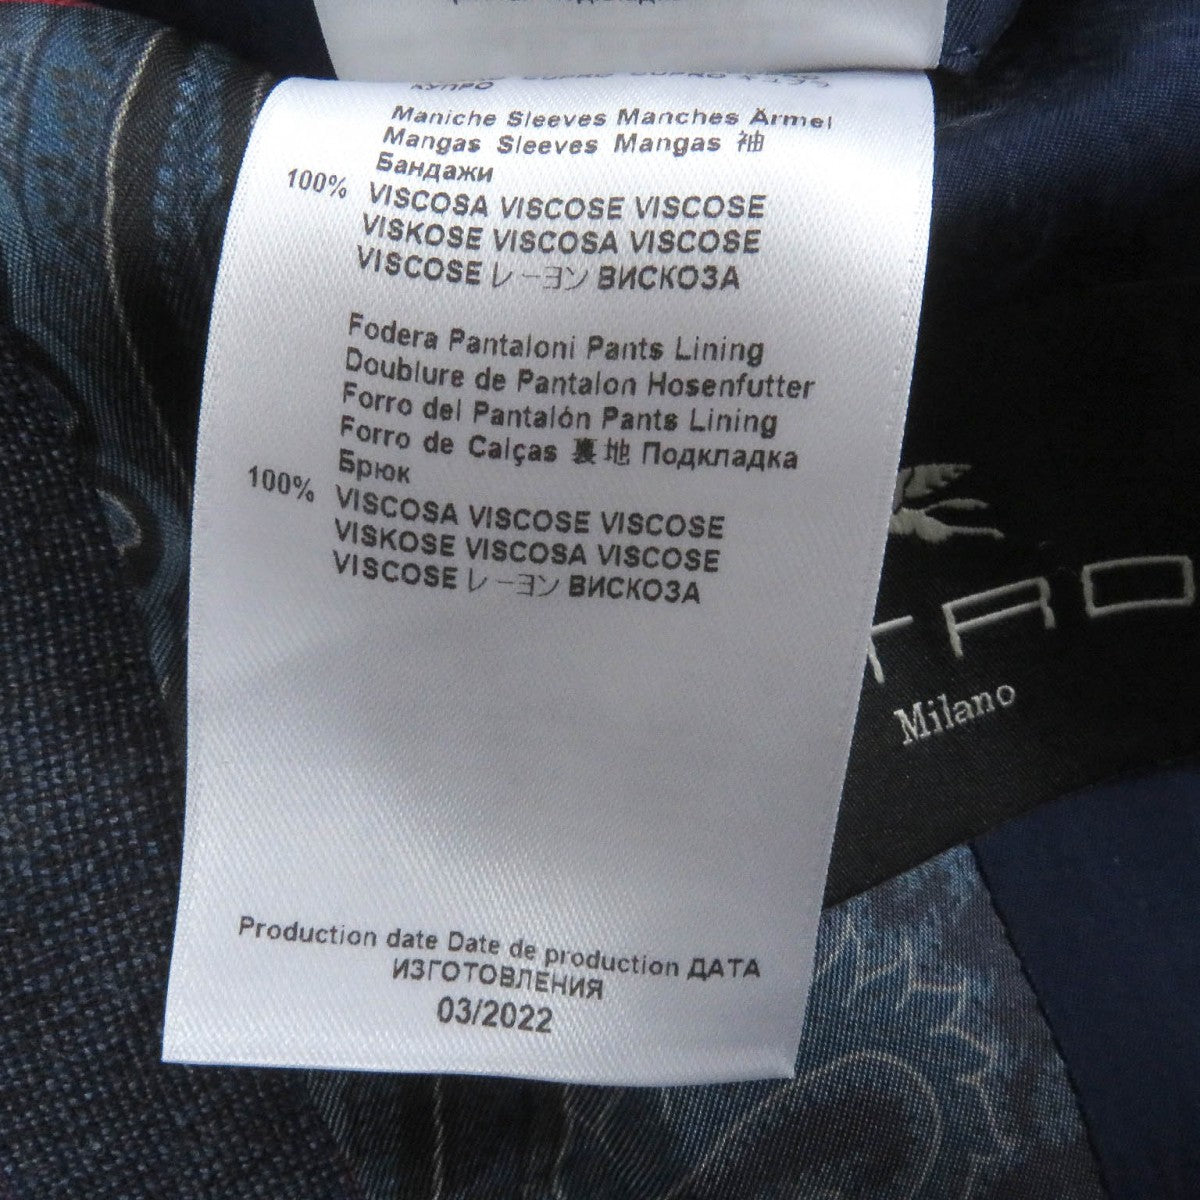 КУПРО
Maniche Sleeves Manches Ärmel
Mangas Sleeves Mangas 袖
Бандажи
100% VISCOSA VISCOSE VISCOSE
VISKOSE VISCOSA VISCOSE
VISCOSE レーヨン ВИСКОЗА
Fodera Pantaloni Pants Lining
Doublure de Pantalon Hosenfutter
Forro del Pantalón Pants Lining
Forro de Calças 裏地 Подкладка
Брюк
100% VISCOSA VISCOSE VISCOSE
VISKOSE VISCOSA VISCOSE
VISCOSE レーヨン ВИСКОЗА
Production date Date de production ДАТА
ИЗГОТОВЛЕНИЯ
03/2022
TRO
Milano